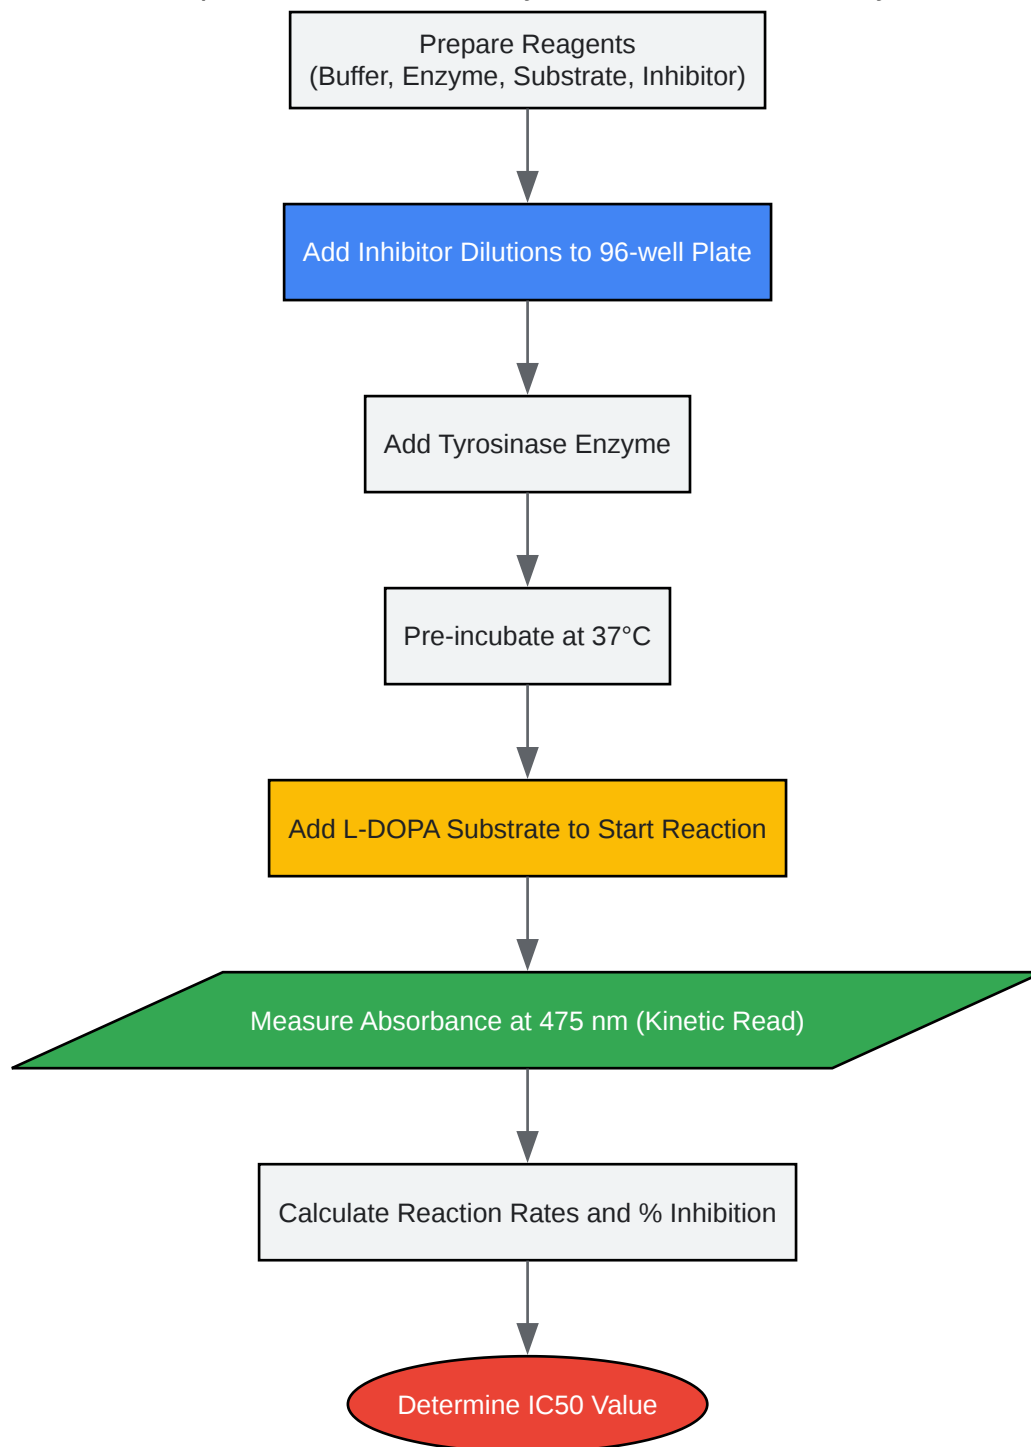 Prepare Reagents
(Buffer, Enzyme, Substrate, Inhibitor)
Add Inhibitor Dilutions to 96-well Plate
Add Tyrosinase Enzyme
Pre-incubate at 37°C
Add L-DOPA Substrate to Start Reaction
Measure Absorbance at 475 nm (Kinetic Read)
Calculate Reaction Rates and % Inhibition
Determine IC50 Value